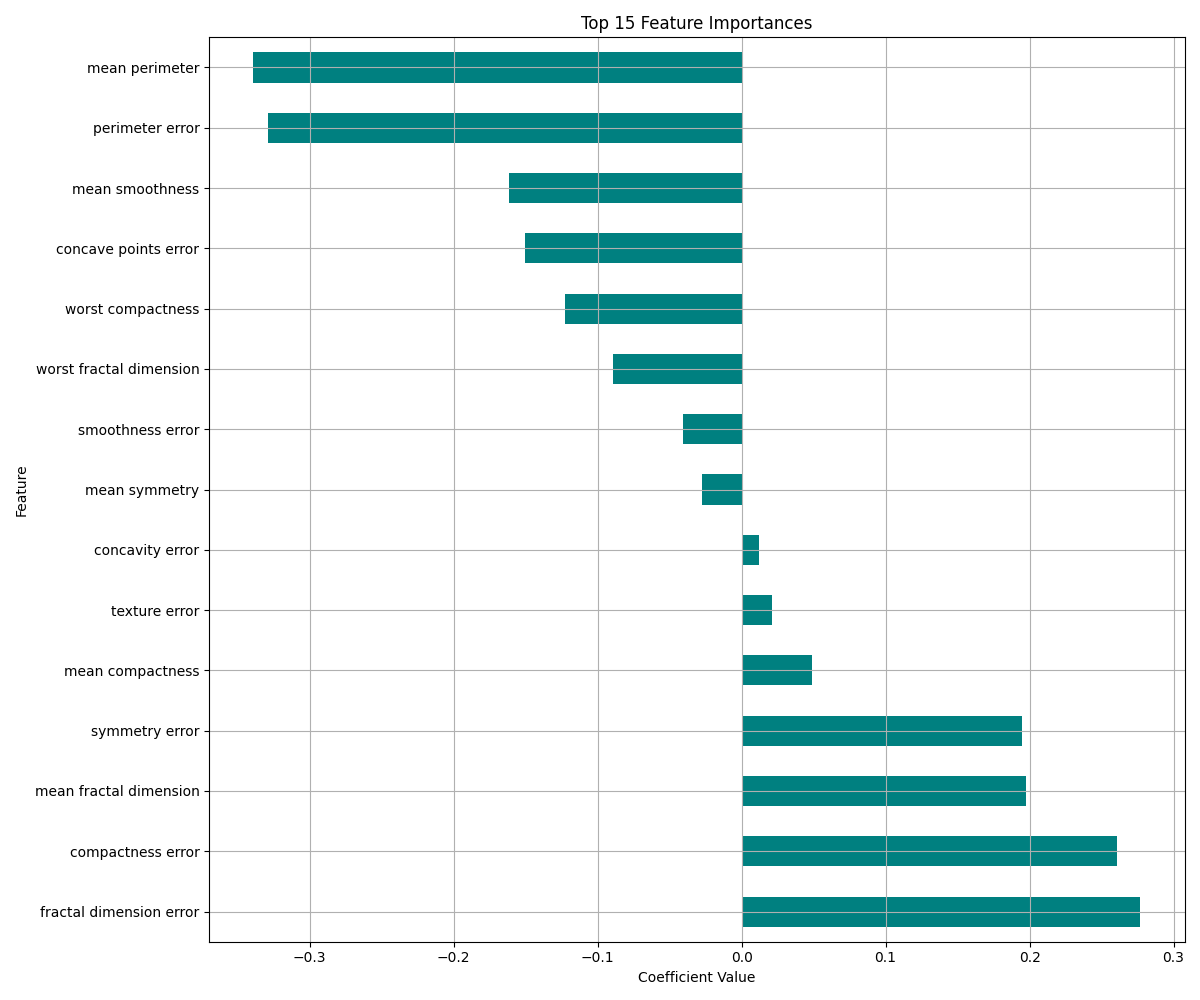 Top 15 Feature Importances
mean perimeter
perimeter error
mean smoothness
concave points error
worst compactness
worst fractal dimension
smoothness error
mean symmetry
concavity error
texture error
mean compactness
symmetry error
mean fractal dimension
compactness error
fractal dimension error
Feature
−0.3 −0.2 −0.1 0.0 0.1 0.2 0.3
Coefficient Value